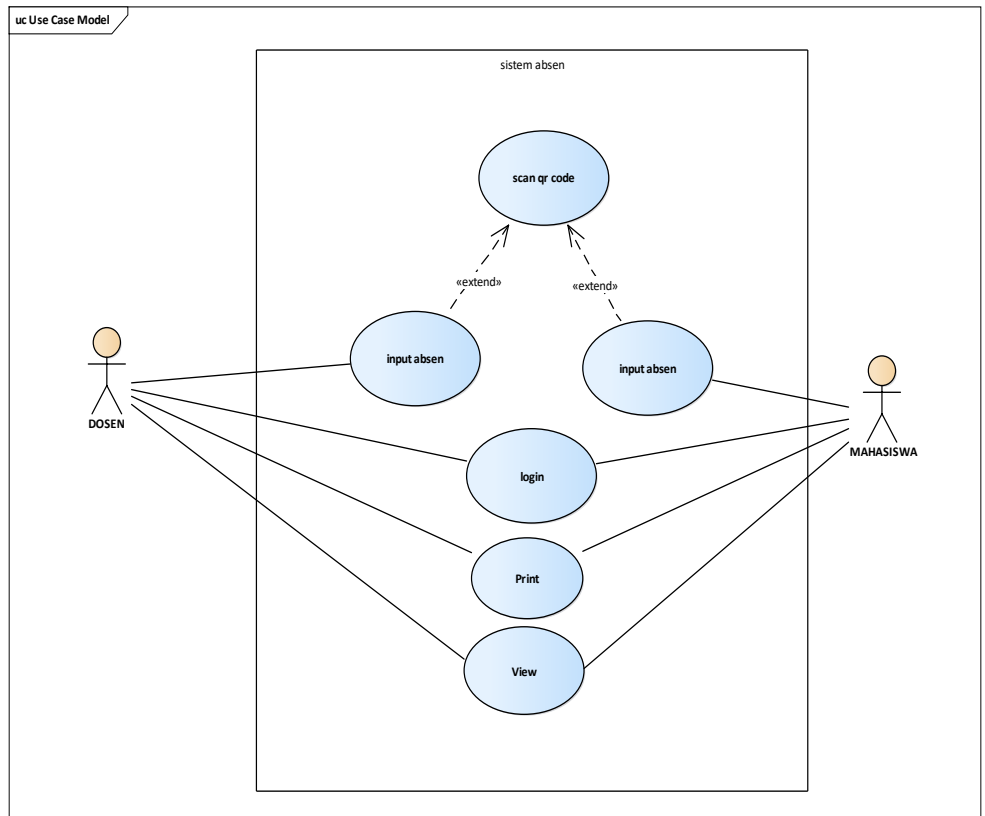 uc Use Case Model
sistem absen
scan qr code
«extend»
«extend»
input absen
input absen
DOSEN
MAHASISWA
login
Print
View